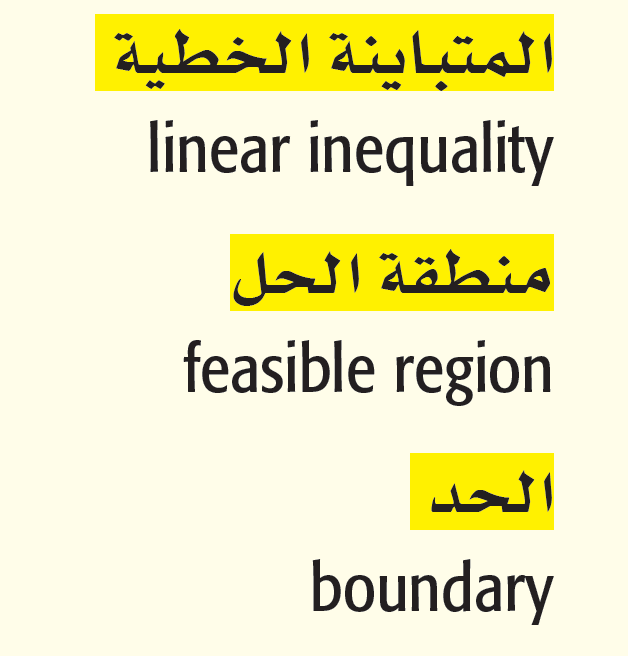 المتباينة الخطية
linear inequality
منطقة الحل
feasible region
الحد
boundary